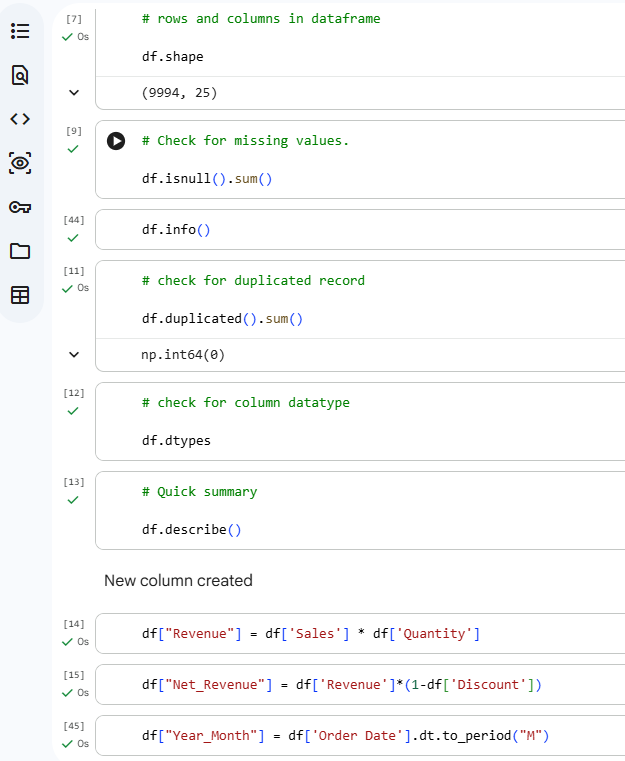 [7]
# rows and columns in dataframe
0s
df.shape
(9994, 25)
[9]
# Check for missing values.
df.isnull().sum()
[44]
df.info()
[11]
# check for duplicated record
0s
df.duplicated().sum()
np.int64(0)
[12]
# check for column datatype
df.dtypes
[13]
# Quick summary
df.describe()
New column created
[14]
0s
df["Revenue"] = df['Sales'] * df['Quantity']
[15]
0s
df["Net_Revenue"] = df['Revenue']*(1-df['Discount'])
[45]
0s
df["Year_Month"] = df['Order Date'].dt.to_period("M")